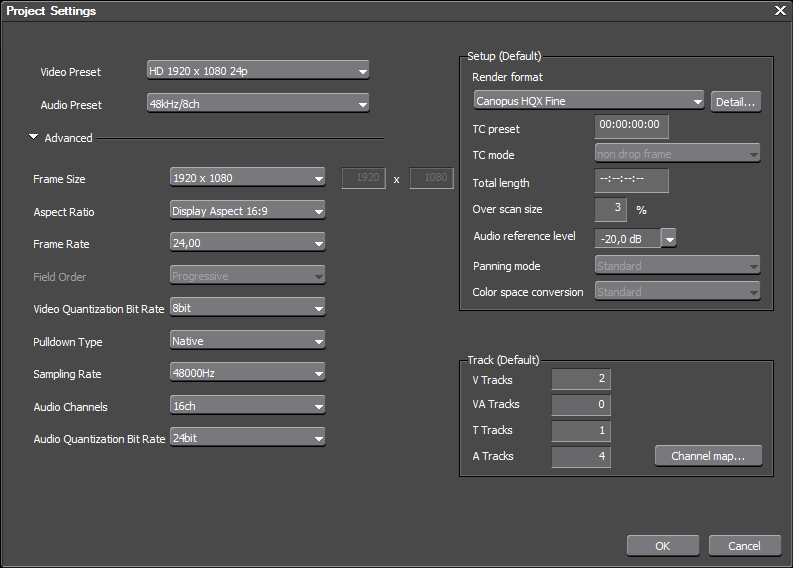 Project Settings
Video Preset HD 1920 x 1080 24p
Audio Preset 48kHz/8ch
Advanced
Frame Size 1920 x 1080 1920 x 1080
Aspect Ratio Display Aspect 16:9
Frame Rate 24,00
Field Order Progressive
Video Quantization Bit Rate 8bit
Pulldown Type Native
Sampling Rate 48000Hz
Audio Channels 16ch
Audio Quantization Bit Rate 24bit
Setup (Default)
Render format
Canopus HQX Fine Detail...
TC preset 00:00:00:00
TC mode non drop frame
Total length --:--:--:--
Over scan size 3 %
Audio reference level -20,0 dB
Panning mode Standard
Color space conversion Standard
Track (Default)
V Tracks 2
VA Tracks 0
T Tracks 1
A Tracks 4 Channel map...
OK Cancel